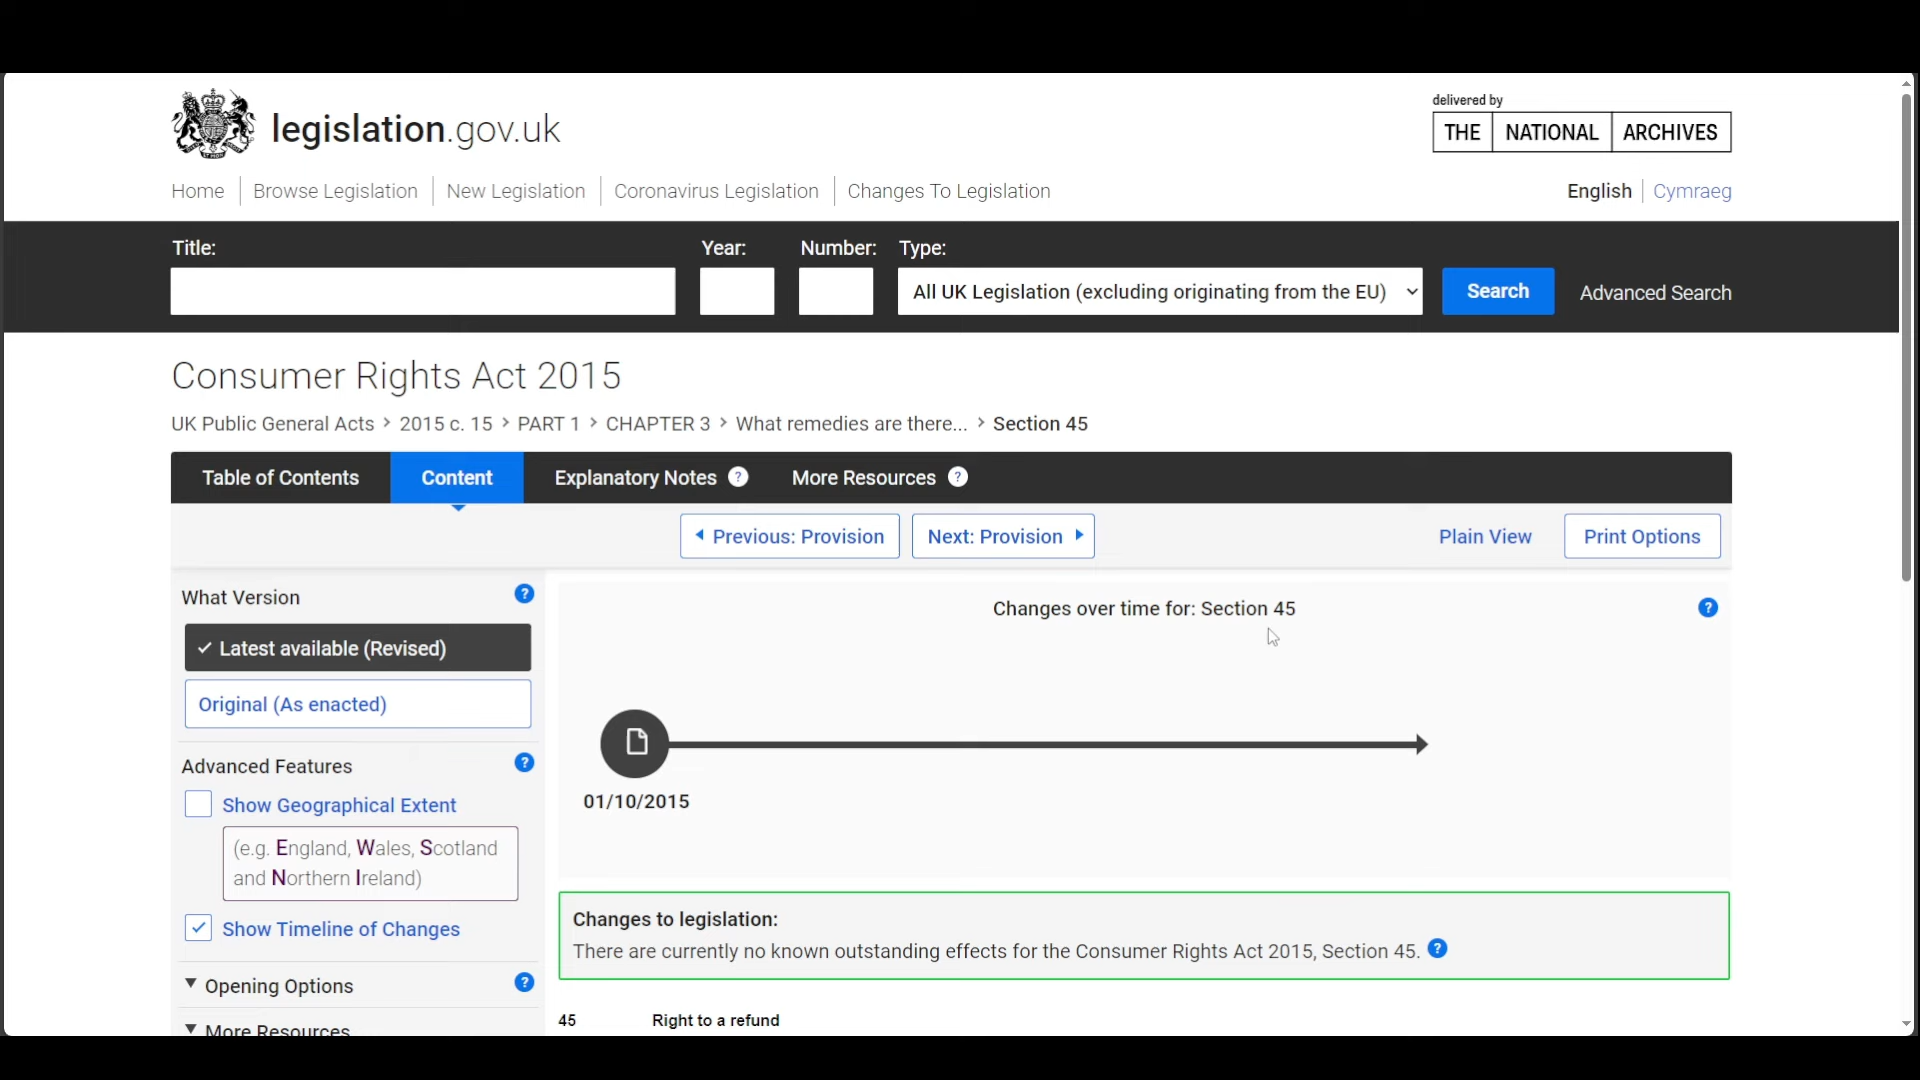 legislation.gov.uk
delivered by
THE NATIONAL ARCHIVES
Home Browse Legislation New Legislation Coronavirus Legislation Changes To Legislation English Cymraeg
Title: Year: Number: Type:
All UK Legislation (excluding originating from the EU) Search Advanced Search
Consumer Rights Act 2015
UK Public General Acts > 2015 c. 15 > PART 1 > CHAPTER 3 > What remedies are there... > Section 45
Table of Contents Content Explanatory Notes ? More Resources ?
Previous: Provision Next: Provision Plain View Print Options
What Version ?
Latest available (Revised)
Original (As enacted)
Advanced Features ?
Show Geographical Extent
(e.g. England, Wales, Scotland
and Northern Ireland)
Show Timeline of Changes
Opening Options ?
More Resources
Changes over time for: Section 45 ?
01/10/2015
Changes to legislation:
There are currently no known outstanding effects for the Consumer Rights Act 2015, Section 45. ?
45 Right to a refund